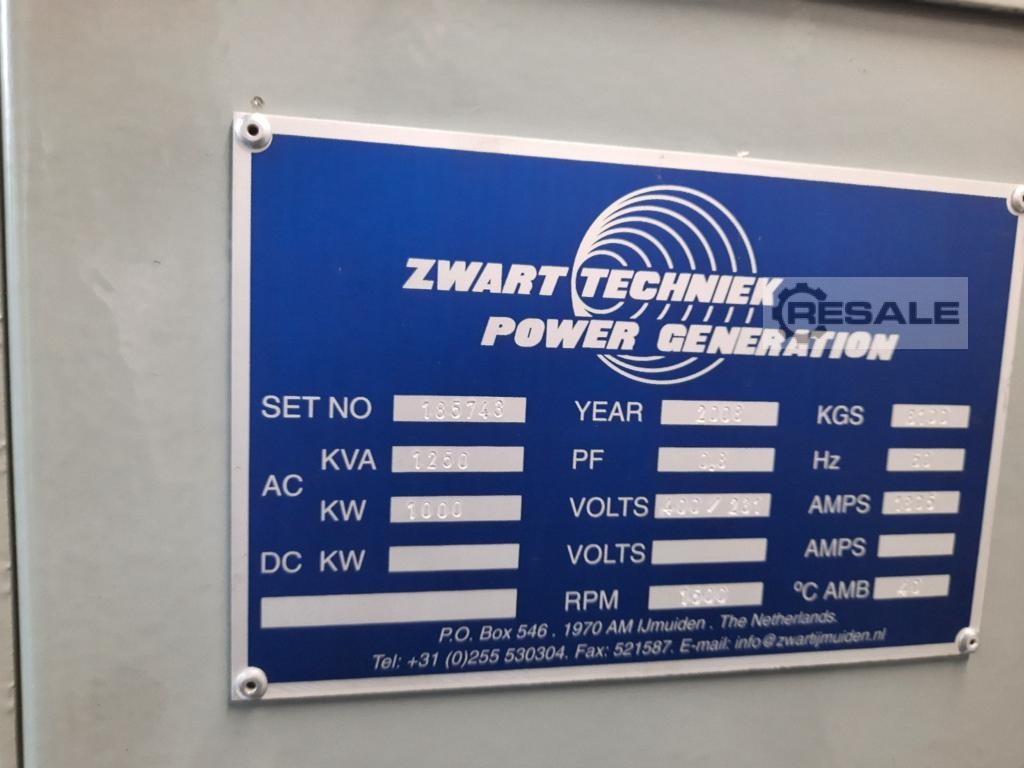 ZWART TECHNIEK
RESALE
POWER GENERATION
SET NO 185743 YEAR 2008 KGS
AC KVA 1250 PF 0,8 Hz 50
KW 1000 VOLTS 400/231 AMPS 1805
DC KW VOLTS AMPS
RPM 1500 ºC AMB 40
P.O. Box 546 . 1970 AM IJmuiden . The Netherlands.
Tel: +31 (0)255 530304. Fax: 521587. E-mail: info@zwartijmuiden.nl